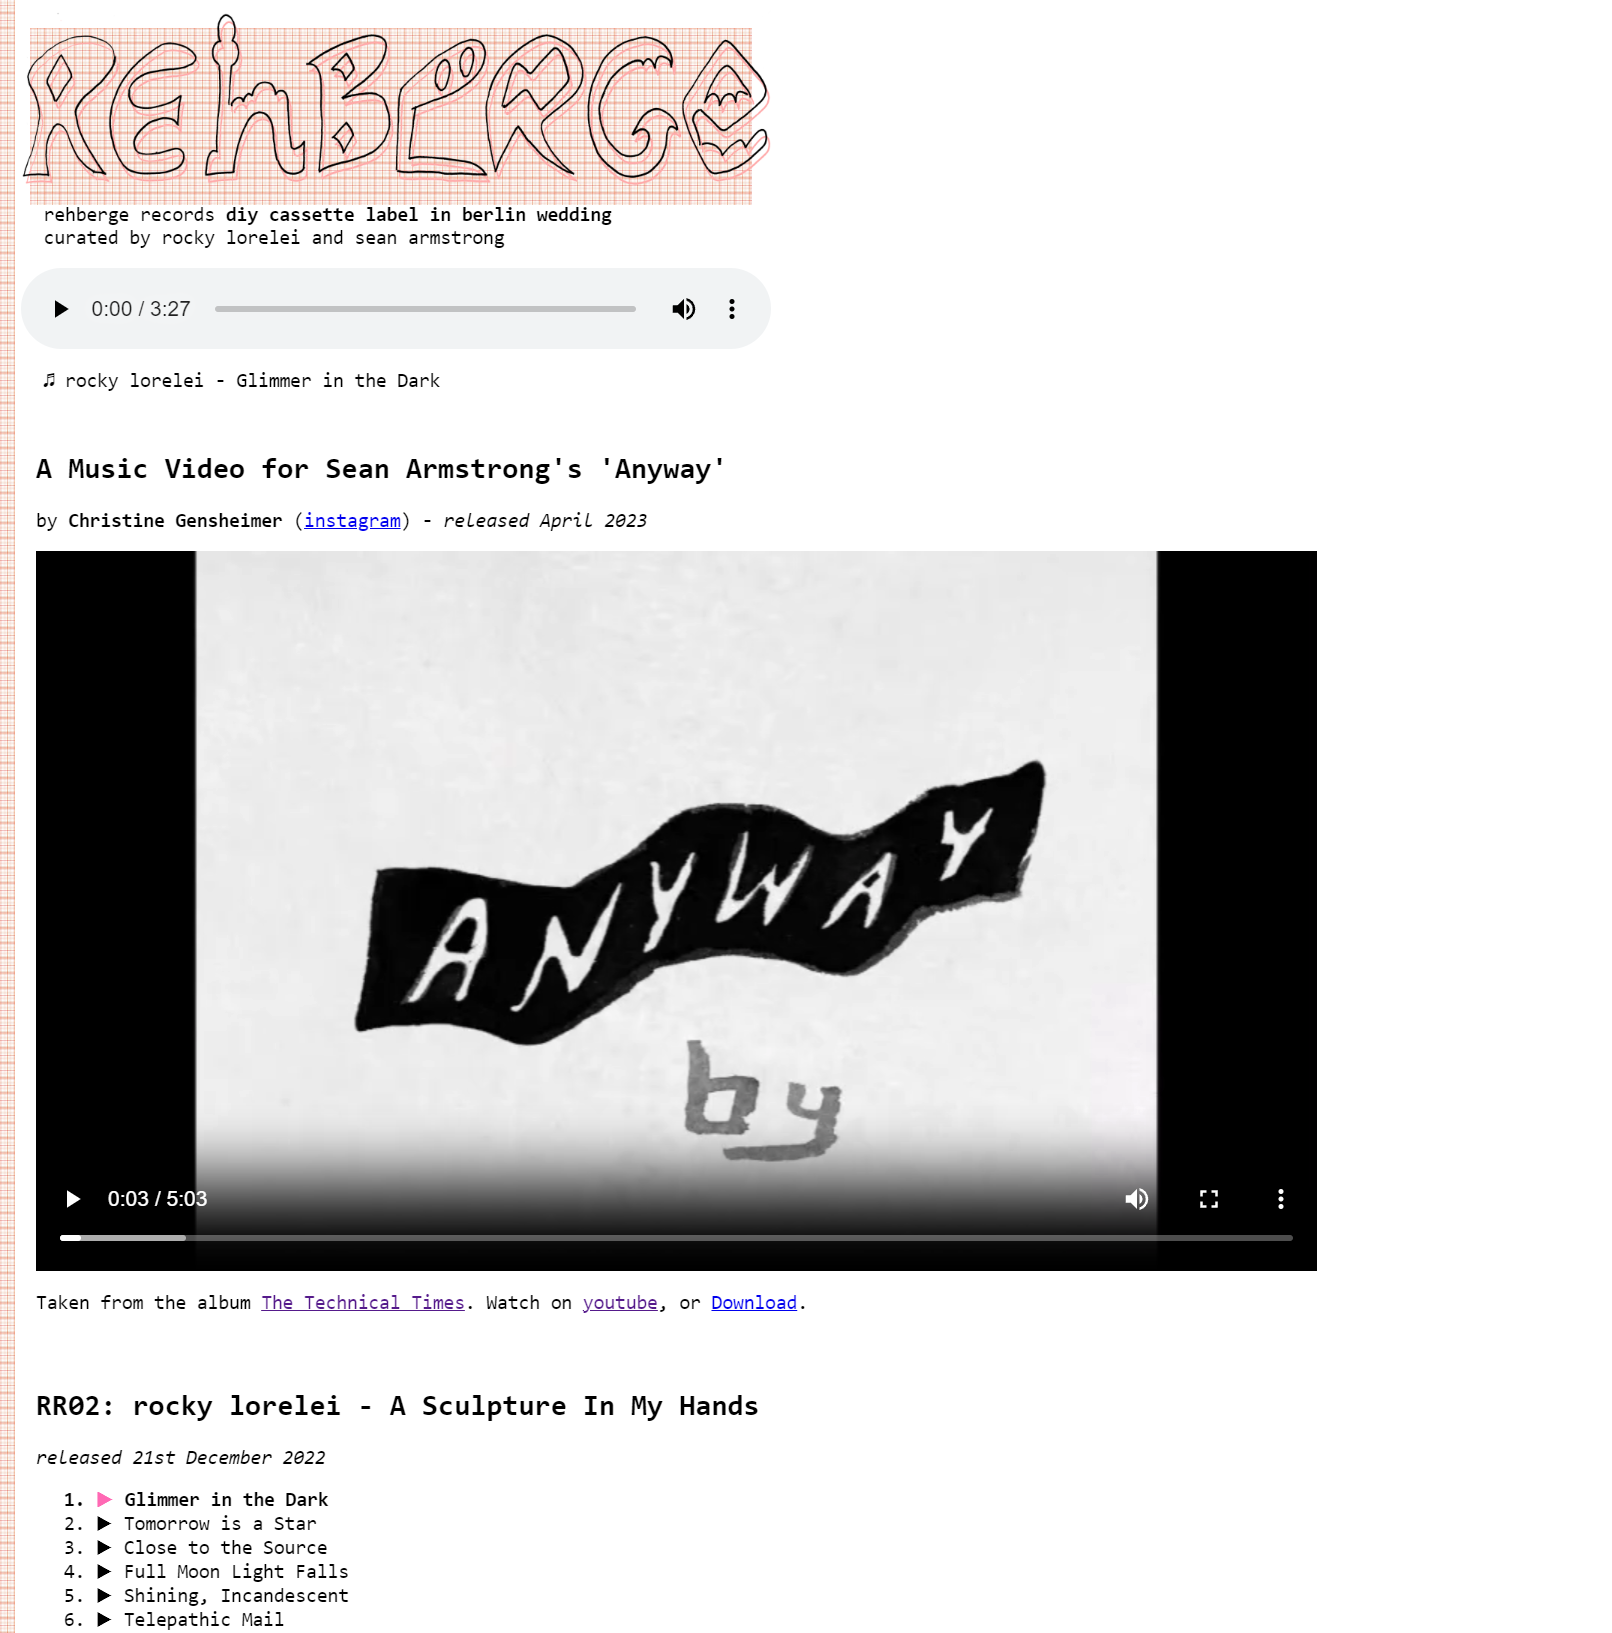 REhBERGe
rehberge records diy cassette label in berlin wedding
curated by rocky lorelei and sean armstrong
0:00 / 3:27
♫ rocky lorelei - Glimmer in the Dark
A Music Video for Sean Armstrong's 'Anyway'
by Christine Gensheimer (instagram) - released April 2023
ANYWAY
by
0:03 / 5:03
Taken from the album The Technical Times. Watch on youtube, or Download.
RR02: rocky lorelei - A Sculpture In My Hands
released 21st December 2022
1. ▶ Glimmer in the Dark
2. ▶ Tomorrow is a Star
3. ▶ Close to the Source
4. ▶ Full Moon Light Falls
5. ▶ Shining, Incandescent
6. ▶ Telepathic Mail